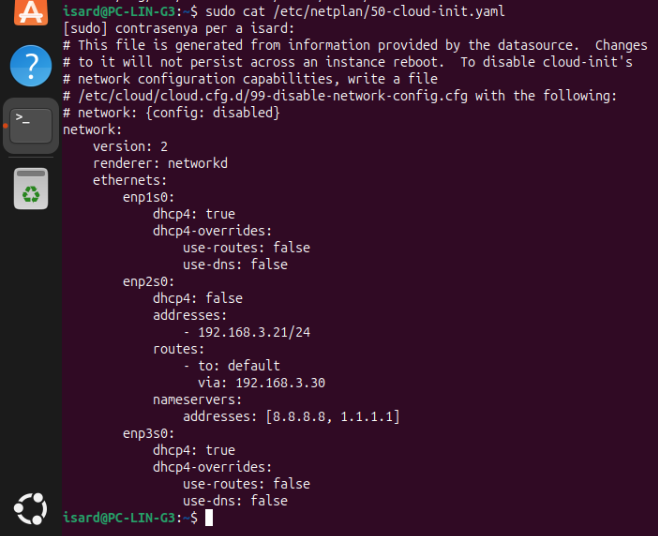 isard@PC-LIN-G3:~$ sudo cat /etc/netplan/50-cloud-init.yaml
[sudo] contrasenya per a isard:
# This file is generated from information provided by the datasource.  Changes
# to it will not persist across an instance reboot.  To disable cloud-init's
# network configuration capabilities, write a file
# /etc/cloud/cloud.cfg.d/99-disable-network-config.cfg with the following:
# network: {config: disabled}
network:
    version: 2
    renderer: networkd
    ethernets:
        enp1s0:
            dhcp4: true
            dhcp4-overrides:
                use-routes: false
                use-dns: false
        enp2s0:
            dhcp4: false
            addresses:
                - 192.168.3.21/24
            routes:
                - to: default
                  via: 192.168.3.30
            nameservers:
                addresses: [8.8.8.8, 1.1.1.1]
        enp3s0:
            dhcp4: true
            dhcp4-overrides:
                use-routes: false
                use-dns: false
isard@PC-LIN-G3:~$